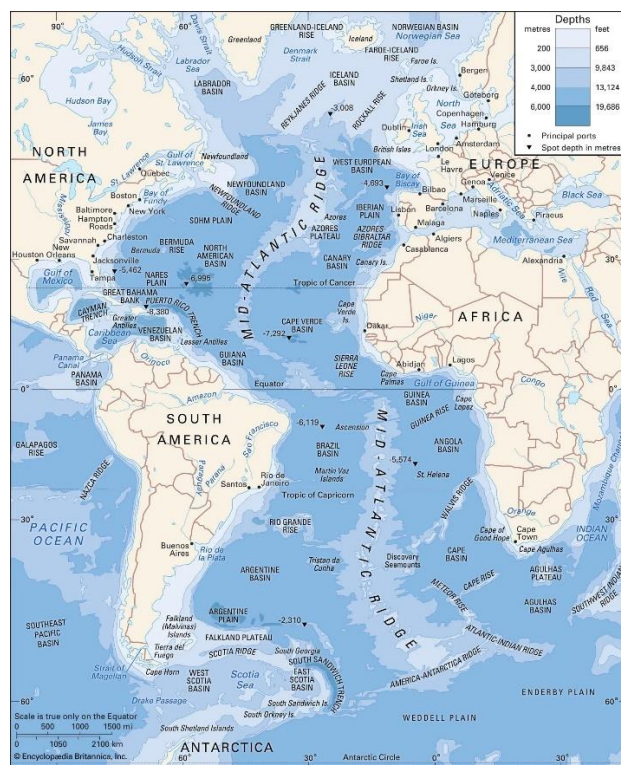 90°
60°
30°
0°
30°
Davis Strait
Greenland
GREENLAND-ICELAND
RISE
Iceland
NORWEGIAN BASIN
Norwegian Sea
Depths
metres
feet
200
656
3,000
9,843
4,000
13,124
6,000
19,686
Principal ports
Spot depth in metres
Hudson Strait
Denmark
Strait
FAROE-ICELAND
RISE
Faroe Is.
60°
Labrador
Sea
LABRADOR
BASIN
ICELAND
BASIN
REYKJANES RIDGE
-3,008
ROCKALL RISE
Shetland Is.
Orkney Is.
Bergen
Göteborg
North
Sea
Copenhagen
Hamburg
Hudson Bay
James
Bay
Dublin
Irish
Sea
Amsterdam
London
British Isles
Le
Havre
NORTH
AMERICA
St. Lawrence
Gulf of
St. Lawrence
Quebec
Newfoundland
NEWFOUNDLAND
RIDGE
NEWFOUNDLAND
BASIN
WEST EUROPEAN
BASIN
-4,693
Bay of
Biscay
Bilbao
EUROPE
Genoa
Venice
Marseille
Adriatic Sea
Black Sea
Boston
Bay of
Fundy
New York
Baltimore
Hampton
Roads
Mississippi
SOHM PLAIN
MID-ATLANTIC RIDGE
Azores
AZORES
PLATEAU
IBERIAN
PLAIN
Lisbon
Barcelona
Naples
Piraeus
AZORES
GIBRALTAR
RIDGE
Malaga
Algiers
Casablanca
Mediterranean Sea
Savannah
Charleston
New
Orleans
Houston
Jacksonville
Tampa
-5,462
Bermuda
BERMUDA
RISE
NORTH
AMERICAN
BASIN
CANARY
BASIN
Canary Is.
Alexandria
30°
Nile
Red
Sea
Gulf of
Mexico
NARES
PLAIN
-6,995
GREAT BAHAMA
BANK
Tropic of Cancer
CAYMAN
TRENCH
PUERTO RICO TRENCH
-8,380
Greater
Antilles
Lesser Antilles
Caribbean
Sea
VENEZUELAN
BASIN
Cape
Verde
Is.
CAPE VERDE
BASIN
-7,292
Dakar
Niger
AFRICA
Panama
Canal
Orinoco
GUIANA
BASIN
SIERRA
LEONE
RISE
Abidjan
Lagos
Cape
Palmas
Gulf of Guinea
Congo
PANAMA
BASIN
0°
Equator
0°
Amazon
GUINEA
BASIN
GUINEA RISE
Cape
Lopez
SOUTH
AMERICA
São Francisco
-6,119
Ascension
BRAZIL
BASIN
MID-ATLANTIC RIDGE
ANGOLA
BASIN
-5,574
St. Helena
GALAPAGOS
RISE
NAZCA RIDGE
Paraguay
Paraná
Rio de
Janeiro
Santos
Martin Vaz
Islands
Tropic of Capricorn
WALVIS RIDGE
Mozambique Channel
PACIFIC
OCEAN
30°
RIO GRANDE
RISE
Orange
Cape of
Good Hope
Cape
Town
Cape Agulhas
INDIAN
OCEAN
30°
Buenos
Aires
Río de
la Plata
ARGENTINE
BASIN
Tristan da
Cunha
Discovery
Seamounts
CAPE
BASIN
CAPE RISE
METEOR RISE
AGULHAS
PLATEAU
AGULHAS
BASIN
SOUTHWEST INDIAN
RIDGE
SOUTHEAST
PACIFIC
BASIN
ARGENTINE
PLAIN
-2,310
Falkland
(Malvinas)
Islands
FALKLAND PLATEAU
Tierra del
Fuego
Strait of
Magellan
SCOTIA RIDGE
South Georgia
SOUTH SANDWICH
TRENCH
ATLANTIC-INDIAN RIDGE
AMERICA-ANTARCTICA RIDGE
Cape Horn
WEST
SCOTIA
BASIN
Scotia
Sea
EAST
SCOTIA
BASIN
Drake Passage
South Sandwich Is.
South Orkney Is.
ENDERBY PLAIN
60°
WEDDELL PLAIN
Scale is true only on the Equator
0 500 1000 1500 mi
0 1050 2100 km
South Shetland Islands
ANTARCTICA
© Encyclopædia Britannica, Inc.
60°
30°
Antarctic Circle
0°
30°